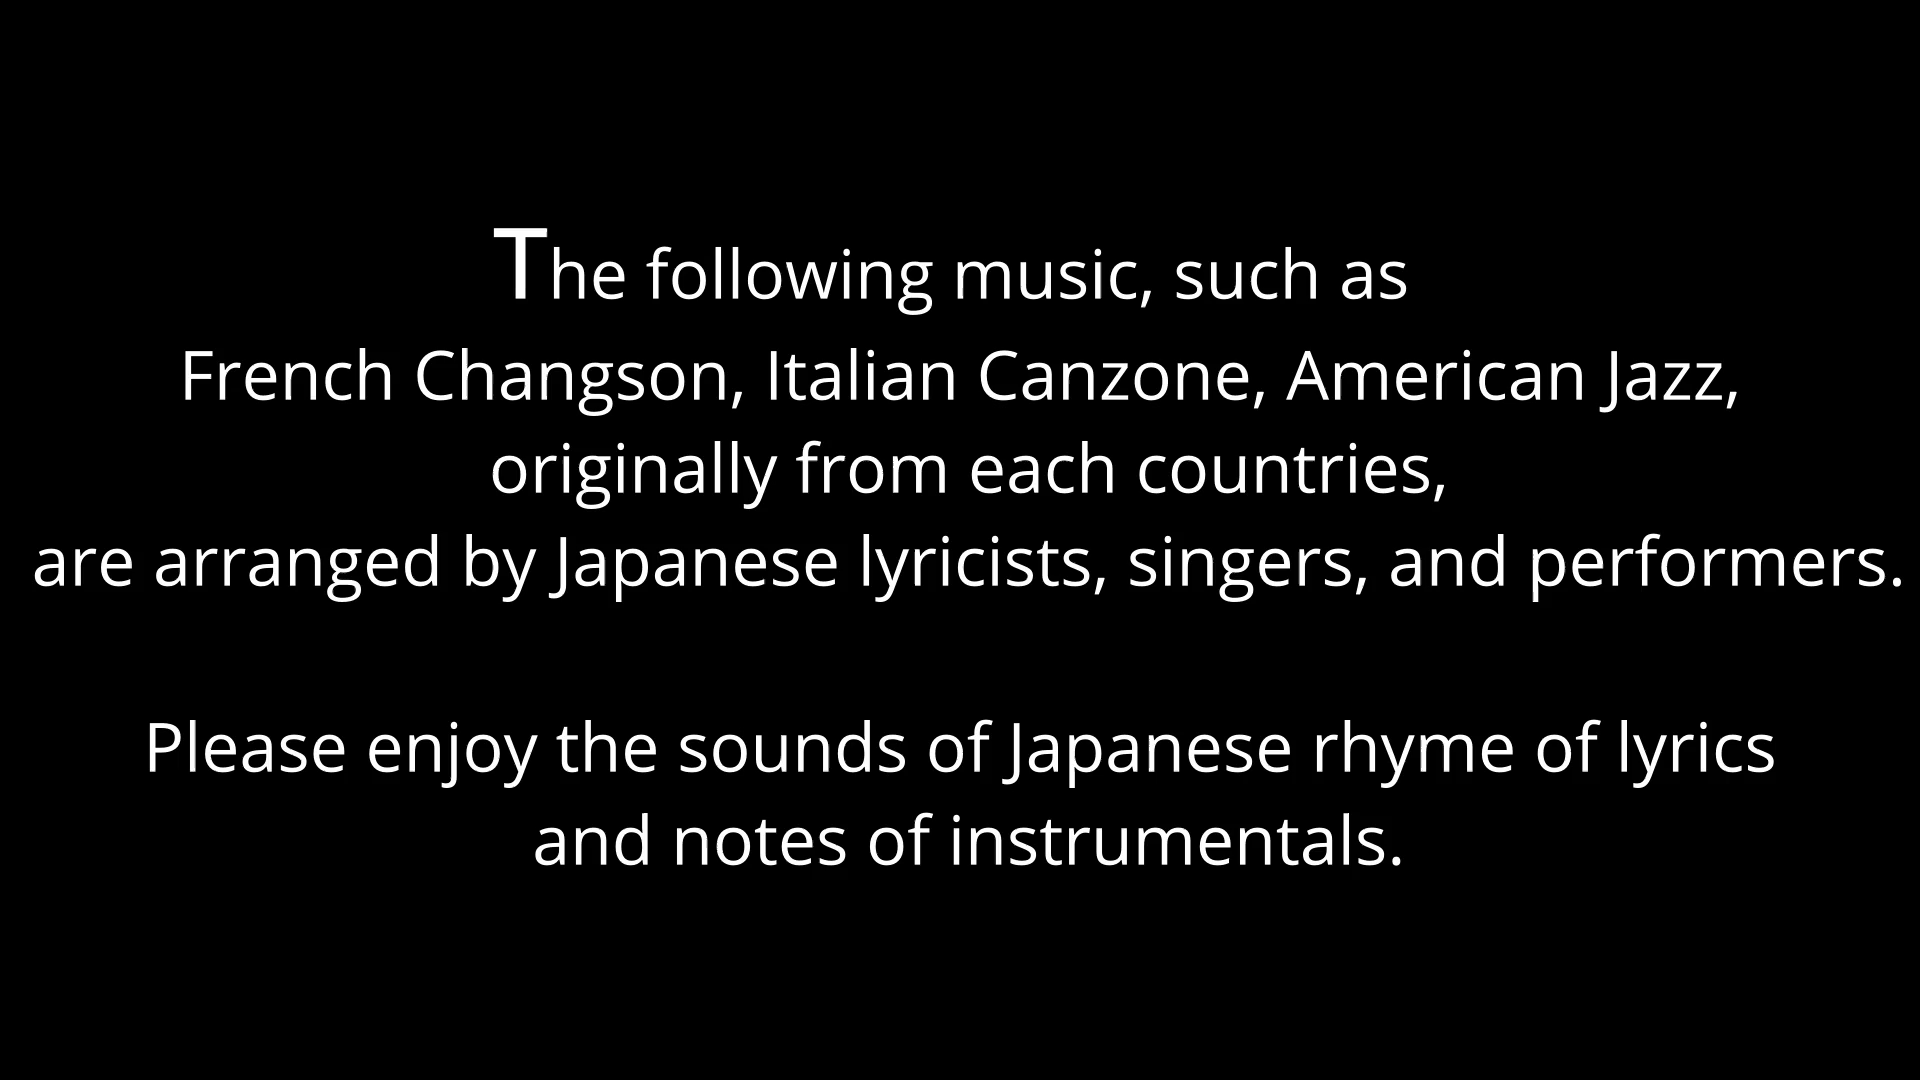 The following music, such as
French Changson, Italian Canzone, American Jazz,
originally from each countries,
are arranged by Japanese lyricists, singers, and performers.
Please enjoy the sounds of Japanese rhyme of lyrics
and notes of instrumentals.